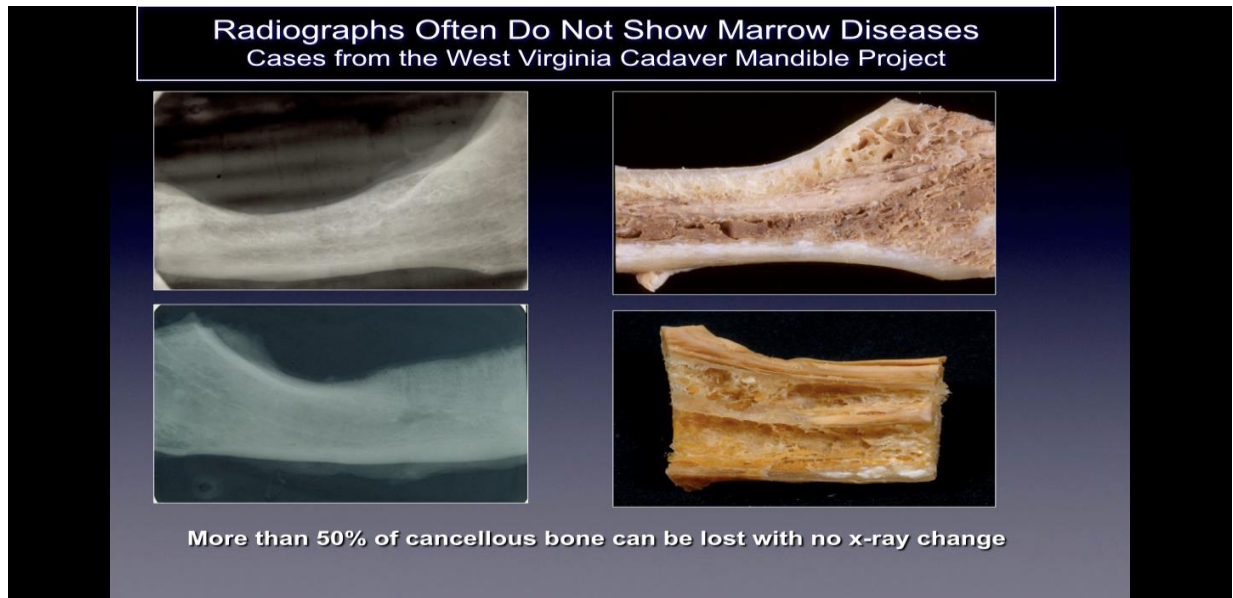 Radiographs Often Do Not Show Marrow Diseases
Cases from the West Virginia Cadaver Mandible Project
More than 50% of cancellous bone can be lost with no x-ray change